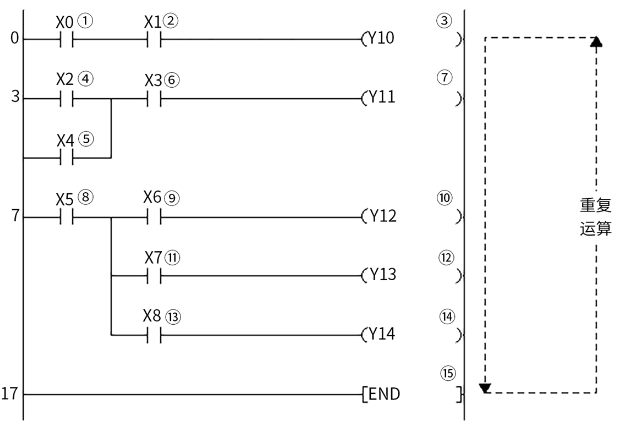 X0 ① X1 ② ③
0 (Y10 )
X2 ④ X3 ⑥ ⑦
3 (Y11 )
X4 ⑤
X5 ⑧ X6 ⑨ ⑩
7 (Y12 )
X7 ⑪ ⑫
(Y13 )
X8 ⑬ ⑭
(Y14 )
⑮
17 [END ]
重复
运算